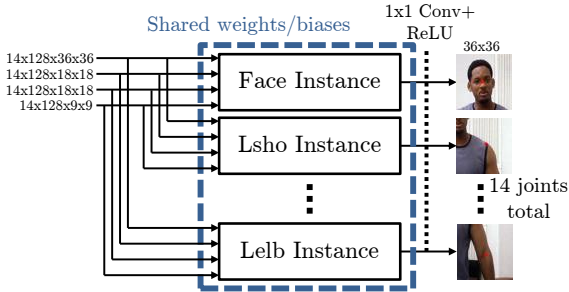 1x1 Conv+
ReLU
Shared weights/biases
36x36
14x128x36x36
14x128x18x18
14x128x18x18
14x128x9x9
Face Instance
Lsho Instance
14 joints
total
Lelb Instance